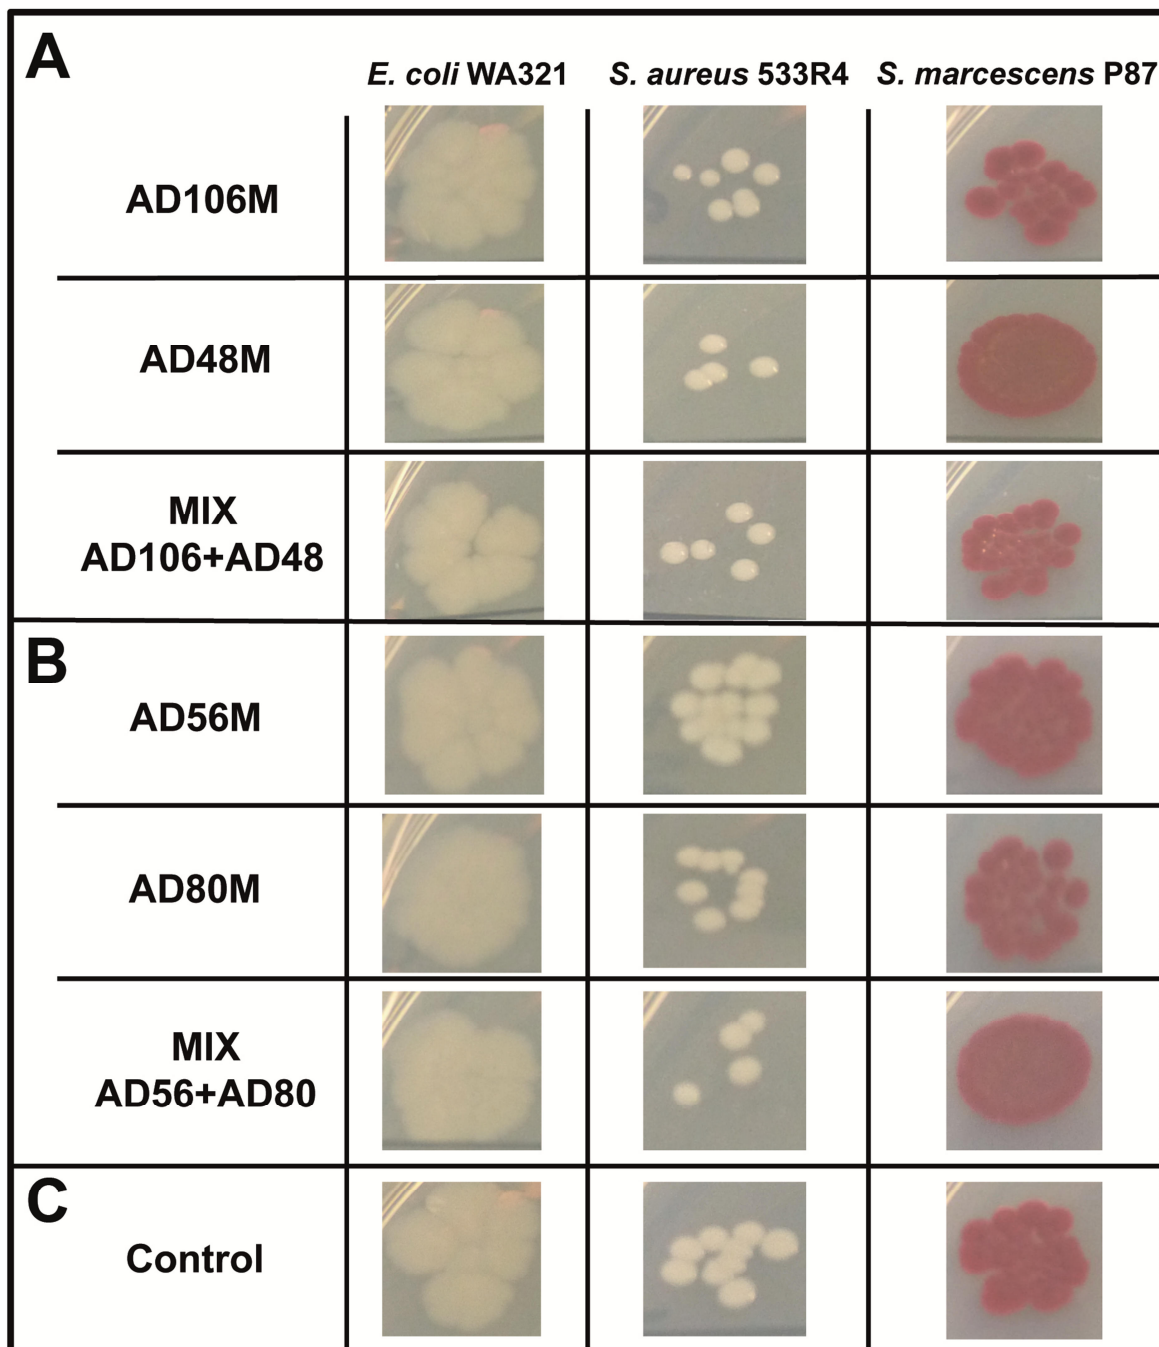 A
E. coli WA321 S. aureus 533R4 S. marcescens P87
AD106M
AD48M
MIX
AD106+AD48
B
AD56M
AD80M
MIX
AD56+AD80
C
Control